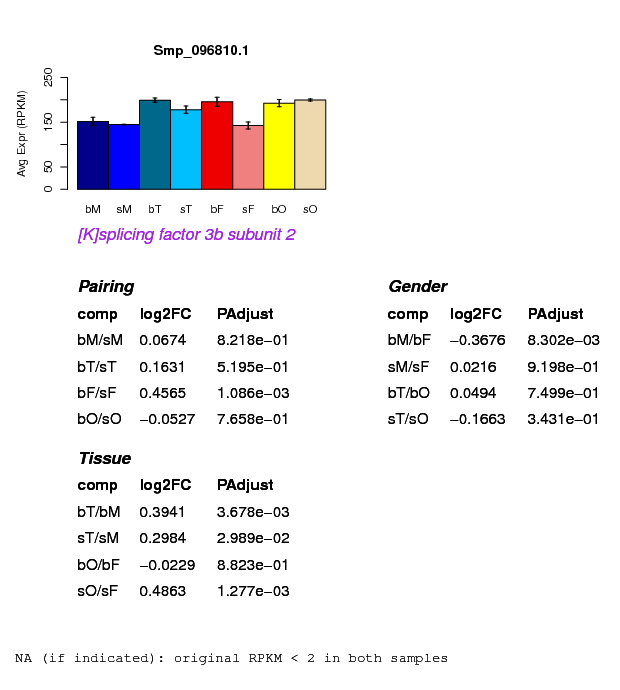 Smp_096810.1
Avg Expr (RPKM)
250
150
50
0
bM sM bT sT bF sF bO sO
[K]splicing factor 3b subunit 2
Pairing
comp log2FC PAdjust
bM/sM 0.0674 8.218e−01
bT/sT 0.1631 5.195e−01
bF/sF 0.4565 1.086e−03
bO/sO −0.0527 7.658e−01
Gender
comp log2FC PAdjust
bM/bF −0.3676 8.302e−03
sM/sF 0.0216 9.198e−01
bT/bO 0.0494 7.499e−01
sT/sO −0.1663 3.431e−01
Tissue
comp log2FC PAdjust
bT/bM 0.3941 3.678e−03
sT/sM 0.2984 2.989e−02
bO/bF −0.0229 8.823e−01
sO/sF 0.4863 1.277e−03
NA (if indicated): original RPKM < 2 in both samples